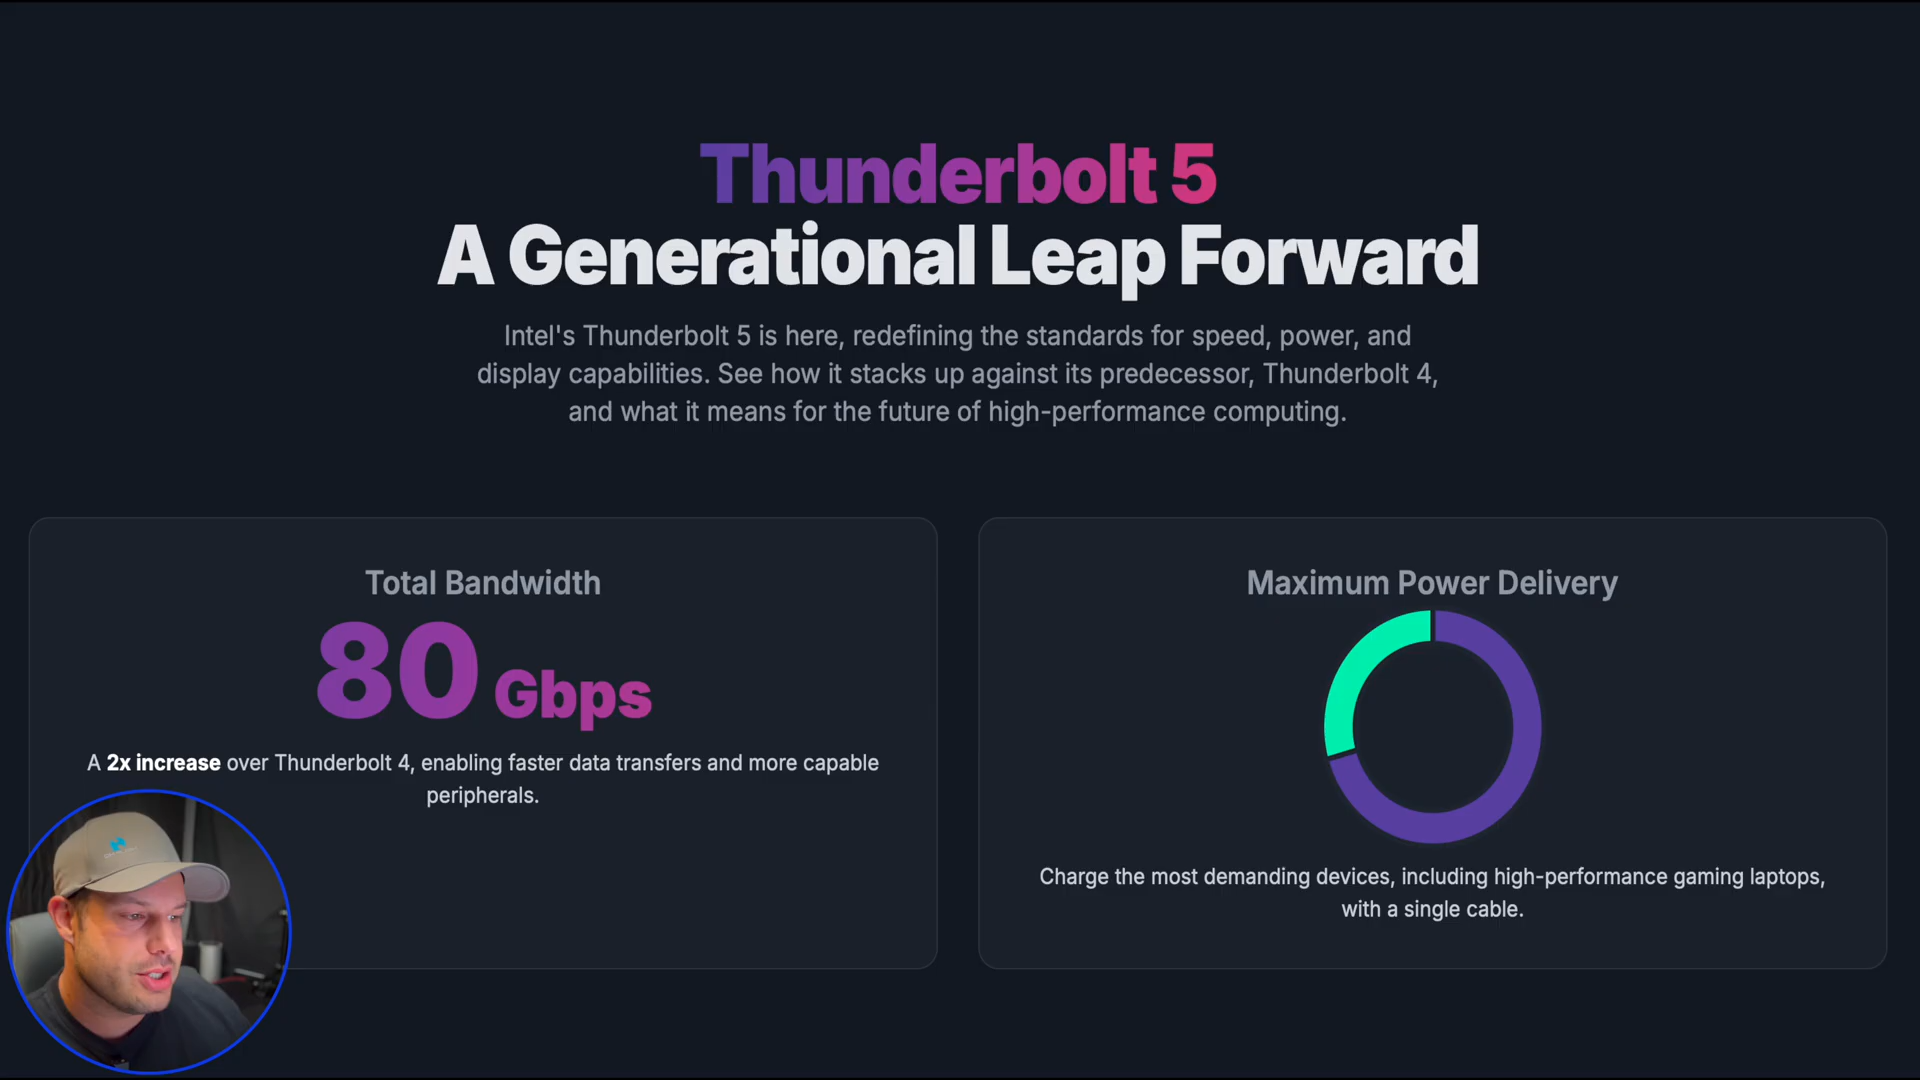 Thunderbolt 5
A Generational Leap Forward
Intel's Thunderbolt 5 is here, redefining the standards for speed, power, and
display capabilities. See how it stacks up against its predecessor, Thunderbolt 4,
and what it means for the future of high-performance computing.
Total Bandwidth
80 Gbps
A 2x increase over Thunderbolt 4, enabling faster data transfers and more capable
peripherals.
Maximum Power Delivery
Charge the most demanding devices, including high-performance gaming laptops,
with a single cable.